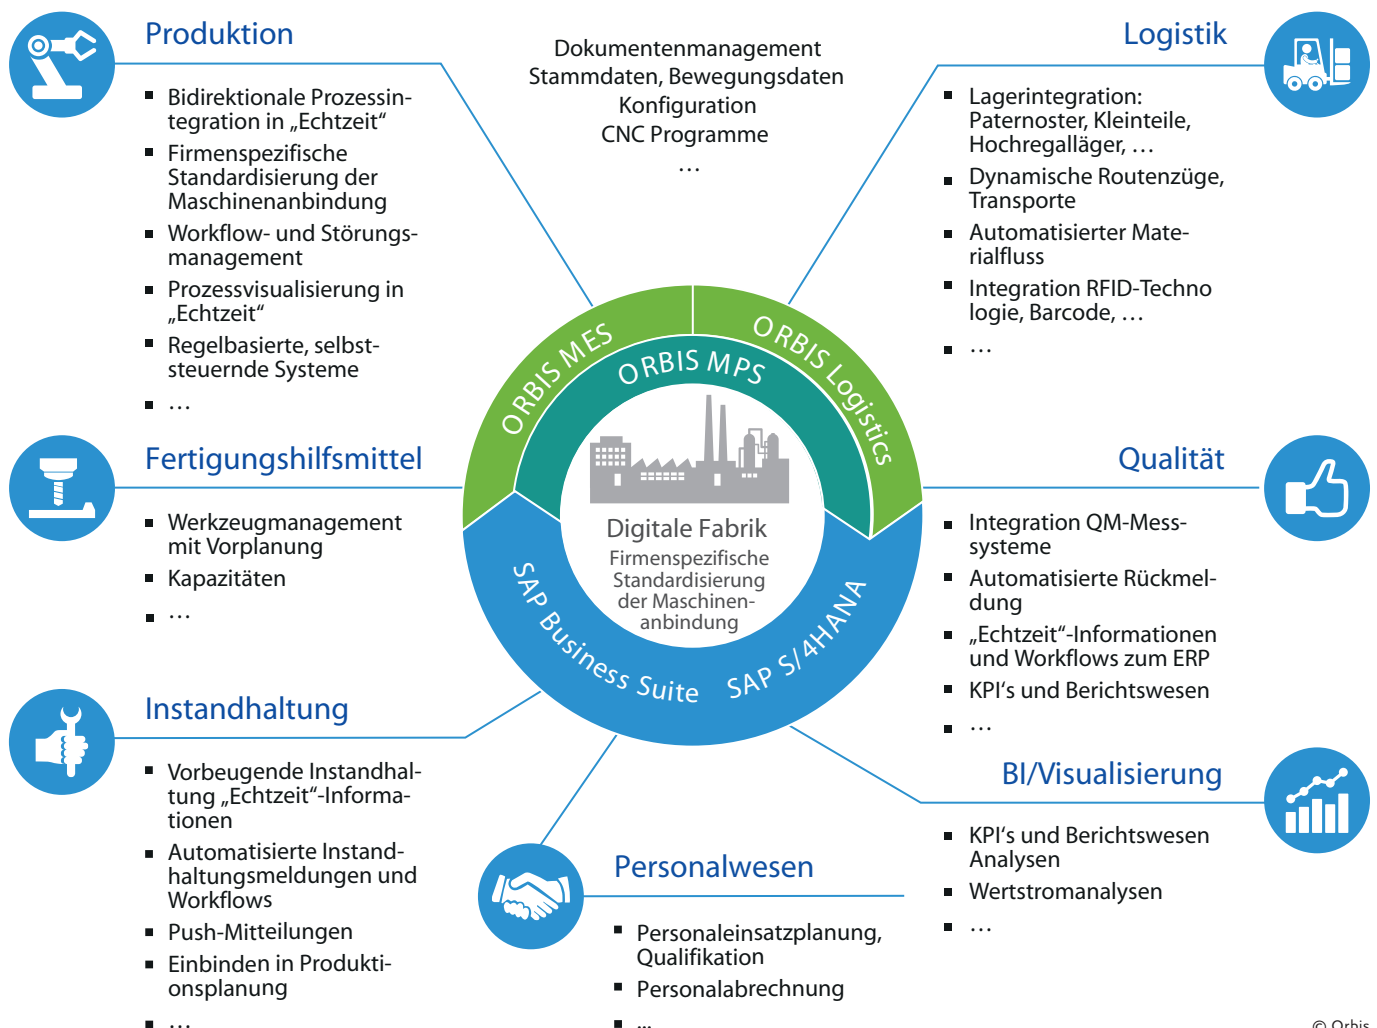 Produktion
Bidirektionale Prozessin-
tegration in „Echtzeit“
Firmenspezifische
Standardisierung der
Maschinenanbindung
Workflow- und Störungs-
management
Prozessvisualisierung in
„Echtzeit“
Regelbasierte, selbst-
steuernde Systeme
…
Dokumentenmanagement
Stammdaten, Bewegungsdaten
Konfiguration
CNC Programme
…
Logistik
Lagerintegration:
Paternoster, Kleinteile,
Hochregalläger, …
Dynamische Routenzüge,
Transporte
Automatisierter Mate-
rialfluss
Integration RFID-Techno
logie, Barcode, …
…
ORBIS MES
ORBIS Logistics
ORBIS MPS
Digitale Fabrik
Firmenspezifische
Standardisierung
der Maschinen-
anbindung
SAP Business Suite
SAP S/4HANA
Fertigungshilfsmittel
Werkzeugmanagement
mit Vorplanung
Kapazitäten
…
Qualität
Integration QM-Mess-
systeme
Automatisierte Rückmel-
dung
„Echtzeit“-Informationen
und Workflows zum ERP
KPI‘s und Berichtswesen
…
Instandhaltung
Vorbeugende Instandhal-
tung „Echtzeit“-Informa-
tionen
Automatisierte Instand-
haltungsmeldungen und
Workflows
Push-Mitteilungen
Einbinden in Produkti-
onsplanung
…
Personalwesen
Personaleinsatzplanung,
Qualifikation
Personalabrechnung
...
BI/Visualisierung
KPI‘s und Berichtswesen
Analysen
Wertstromanalysen
…
© Orbis